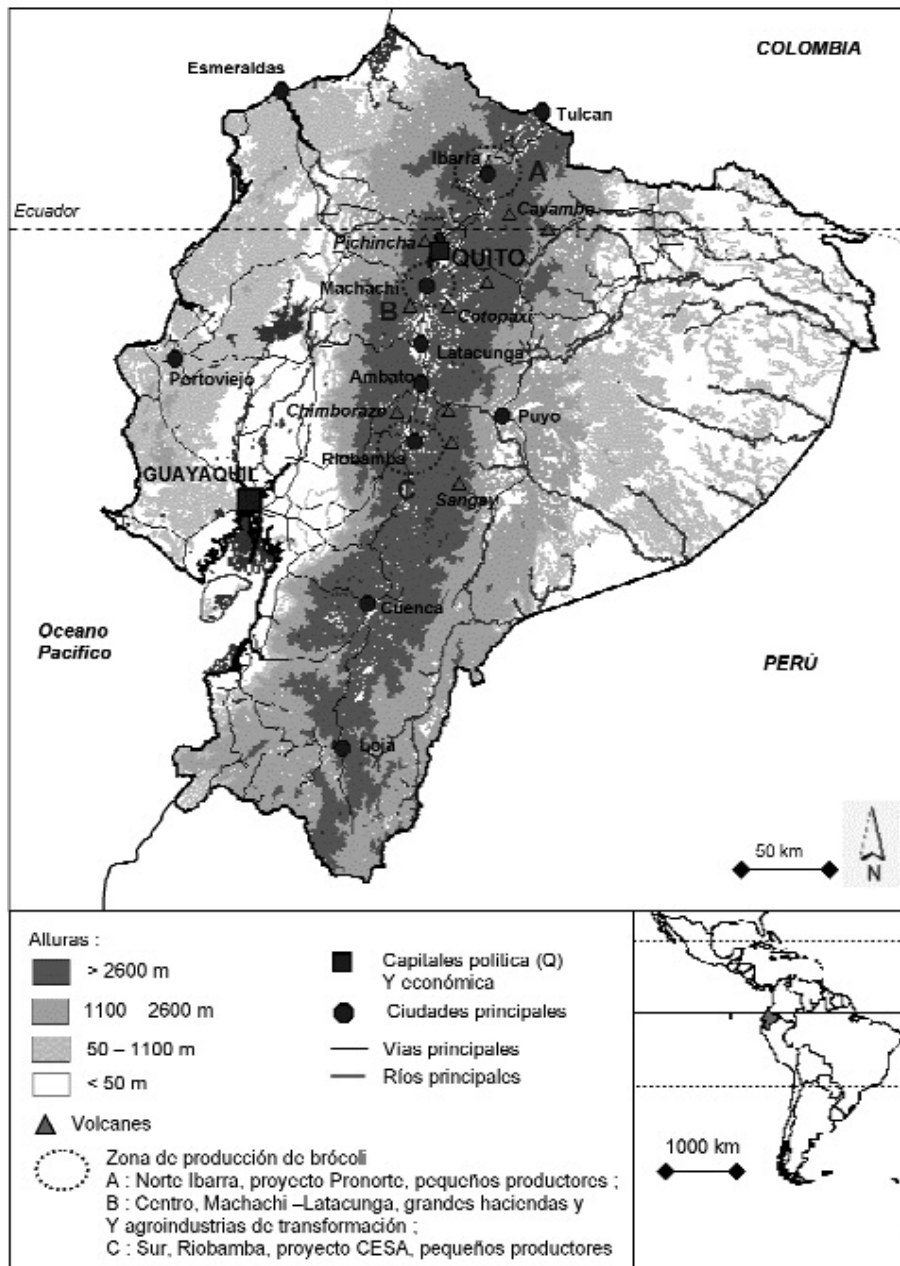 COLOMBIA
Esmeraldas
Tulcan
Ibarra
A
Ecuador
Cayambe
Pichincha
QUITO
Machachi
B
Cotopaxi
Latacunga
Portoviejo
Ambato
Chimborazo
Puyo
Riobamba
GUAYAQUIL
C
Sangay
Cuenca
Oceano
Pacifico
PERÚ
Loja
50 km
N
Alturas :
> 2600 m
1100 2600 m
50 – 1100 m
< 50 m
Volcanes
Capitales politica (Q)
Y económica
Ciudades principales
Vias principales
Ríos principales
Zona de producción de brócoli
A : Norte Ibarra, proyecto Pronorte, pequeños productores ;
B : Centro, Machachi –Latacunga, grandes haciendas y
Y agroindustrias de transformación ;
C : Sur, Riobamba, proyecto CESA, pequeños productores
1000 km